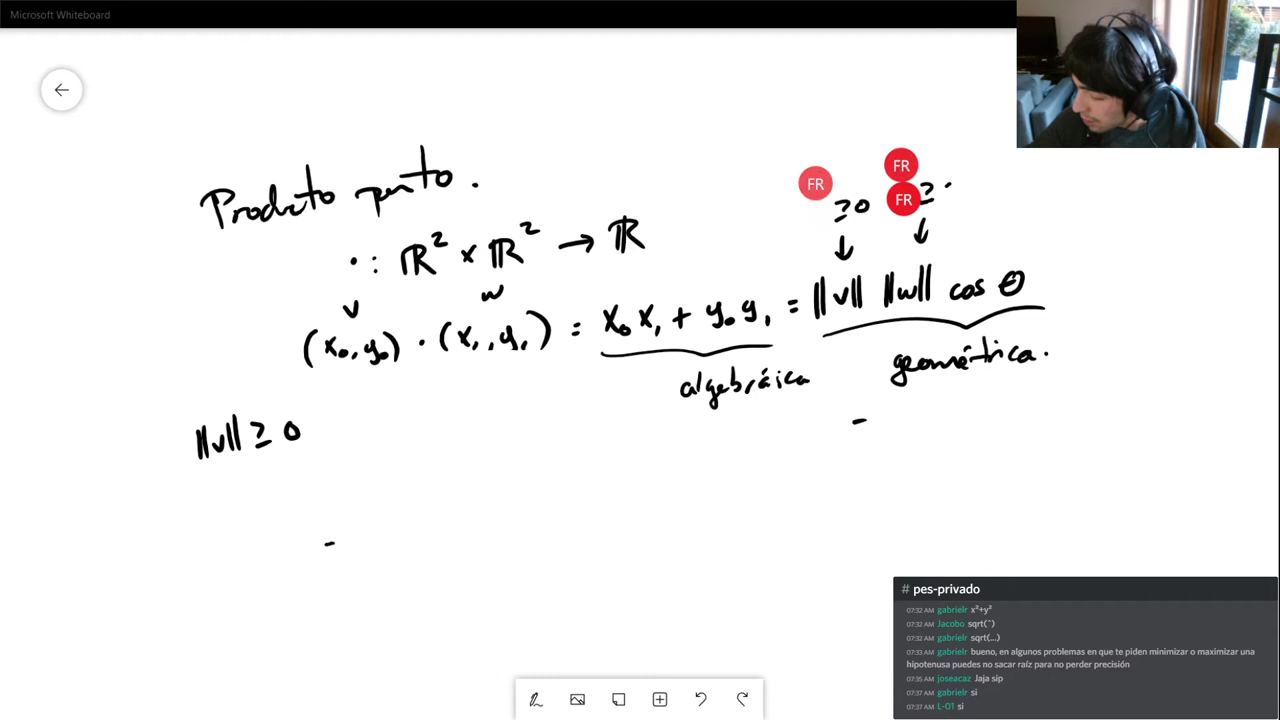 Microsoft Whiteboard
Producto punto.
FR
FR
FR
≥0
≥
· : ℝ² × ℝ² → ℝ
v w
(x₀, y₀) · (x₁, y₁) = x₀x₁ + y₀y₁ = ||v|| ||w|| cos θ
algebráica
geométrica.
||v|| ≥ 0
# pes-privado
07:32 AM gabrielr x²+y²
07:32 AM Jacobo sqrt(ˆ)
07:32 AM gabrielr sqrt(...)
07:33 AM gabrielr bueno, en algunos problemas en que te piden minimizar o maximizar una
hipotenusa puedes no sacar raíz para no perder precisión
07:35 AM joseacaz Jaja sip
07:37 AM gabrielr si
07:37 AM L-01 si